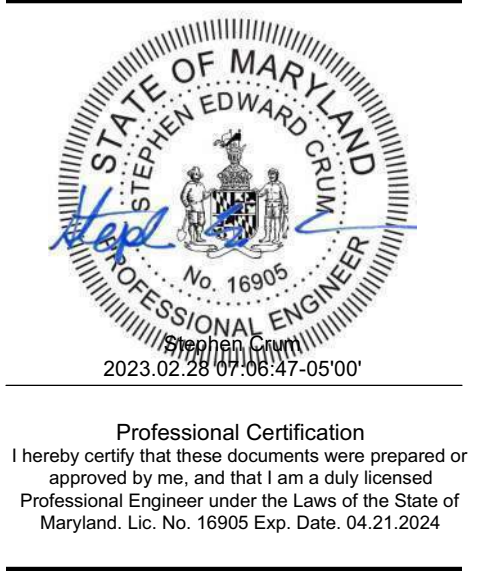 STATE OF MARYLAND
STEPHEN EDWARD CRUM
No. 16905
PROFESSIONAL ENGINEER
Stephen Crum
2023.02.28 07:06:47-05'00'
Professional Certification
I hereby certify that these documents were prepared or
approved by me, and that I am a duly licensed
Professional Engineer under the Laws of the State of
Maryland. Lic. No. 16905 Exp. Date. 04.21.2024